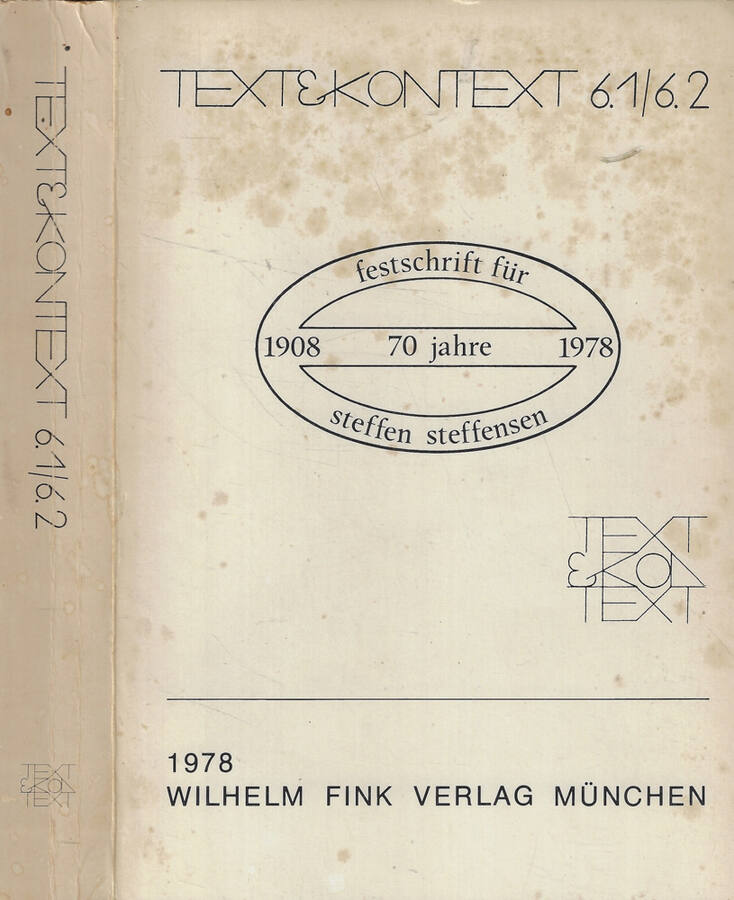 TEXT&KONTEXT 6.1/6.2
TEXT&KONTEXT 6.1/6.2
festschrift für
1908 70 jahre 1978
steffen steffensen
TEXT
&KON
TEXT
1978
WILHELM FINK VERLAG MÜNCHEN
TEXT
&KON
TEXT